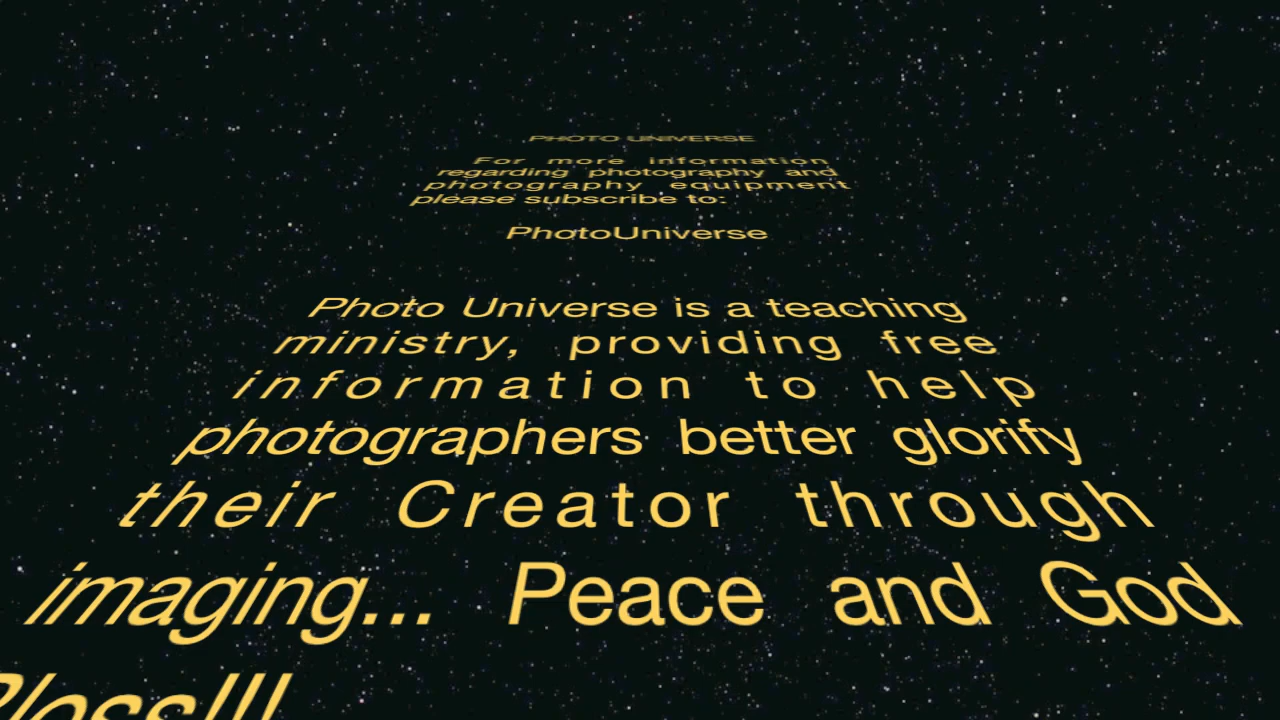 PHOTO UNIVERSE
For more information
regarding photography and
photography equipment
please subscribe to:
PhotoUniverse
Photo Universe is a teaching
ministry, providing free
information to help
photographers better glorify
their Creator through
imaging... Peace and God
Bless!!!